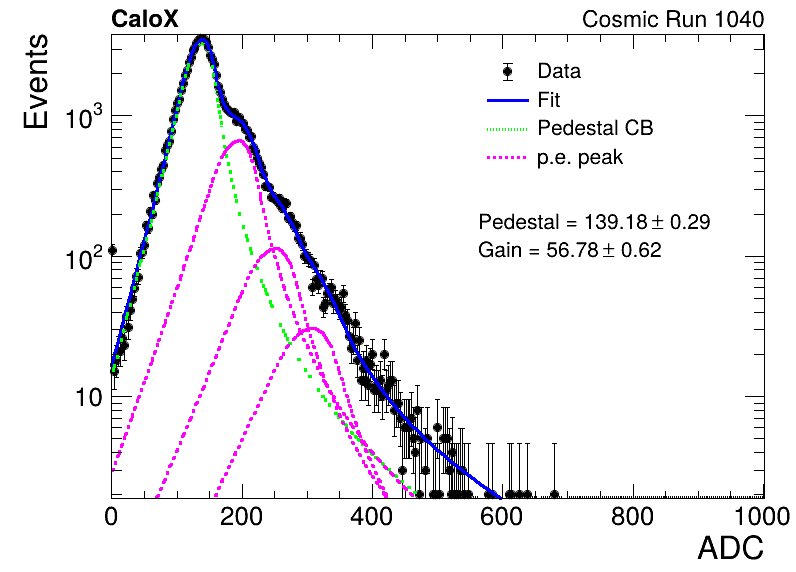 CaloX Cosmic Run 1040
Events
Data
Fit
Pedestal CB
p.e. peak
Pedestal = 139.18 ± 0.29
Gain = 56.78 ± 0.62
10³
10²
10
0 200 400 600 800 1000
ADC